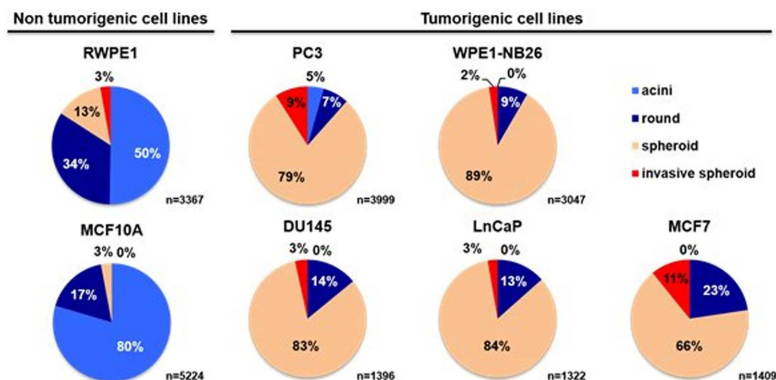 Non tumorigenic cell lines
Tumorigenic cell lines
RWPE1
3%
13%
34%
50%
n=3367
PC3
5%
9%
7%
79%
n=3999
WPE1-NB26
2%
0%
9%
89%
n=3047
acini
round
spheroid
invasive spheroid
MCF10A
3%
0%
17%
80%
n=5224
DU145
3%
0%
14%
83%
n=1396
LnCaP
3%
0%
13%
84%
n=1322
MCF7
0%
11%
23%
66%
n=1409